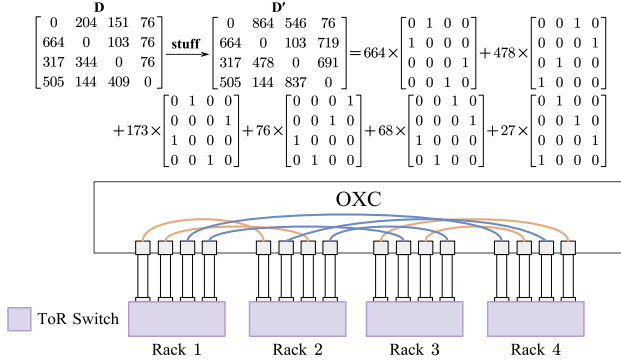 D D′
0 204 151 76 0 864 546 76 0 1 0 0 0 0 1 0
664 0 103 76 stuff 664 0 103 719 1 0 0 0 0 0 0 1
317 344 0 76 317 478 0 691 =664× 0 0 0 1 +478× 0 1 0 0
505 144 409 0 505 144 837 0 0 0 1 0 1 0 0 0
0 1 0 0 0 0 0 1 0 0 1 0 0 1 0 0
0 0 0 1 0 0 1 0 0 0 0 1 0 0 1 0
+173× 1 0 0 0 +76× 1 0 0 0 +68× 1 0 0 0 +27× 0 0 0 1
0 0 1 0 0 1 0 0 0 1 0 0 1 0 0 0
OXC
ToR Switch
Rack 1 Rack 2 Rack 3 Rack 4